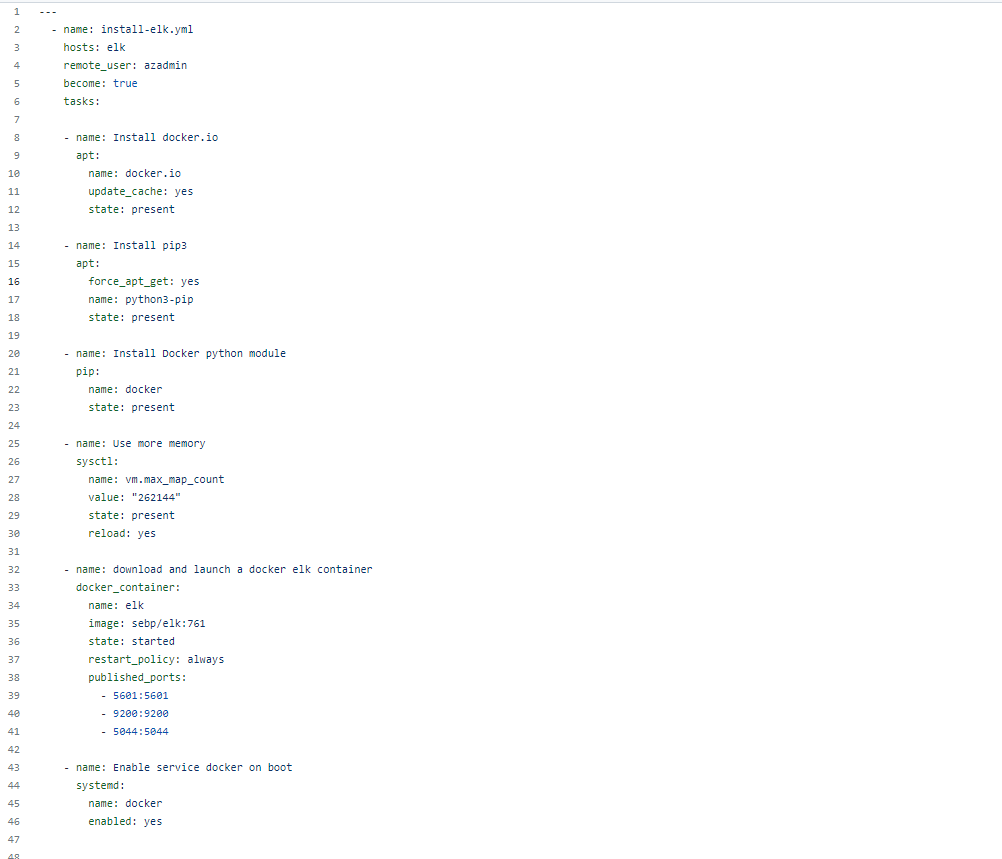 1 ---
2 - name: install-elk.yml
3 hosts: elk
4 remote_user: azadmin
5 become: true
6 tasks:
7
8 - name: Install docker.io
9 apt:
10 name: docker.io
11 update_cache: yes
12 state: present
13
14 - name: Install pip3
15 apt:
16 force_apt_get: yes
17 name: python3-pip
18 state: present
19
20 - name: Install Docker python module
21 pip:
22 name: docker
23 state: present
24
25 - name: Use more memory
26 sysctl:
27 name: vm.max_map_count
28 value: "262144"
29 state: present
30 reload: yes
31
32 - name: download and launch a docker elk container
33 docker_container:
34 name: elk
35 image: sebp/elk:761
36 state: started
37 restart_policy: always
38 published_ports:
39 - 5601:5601
40 - 9200:9200
41 - 5044:5044
42
43 - name: Enable service docker on boot
44 systemd:
45 name: docker
46 enabled: yes
47
48